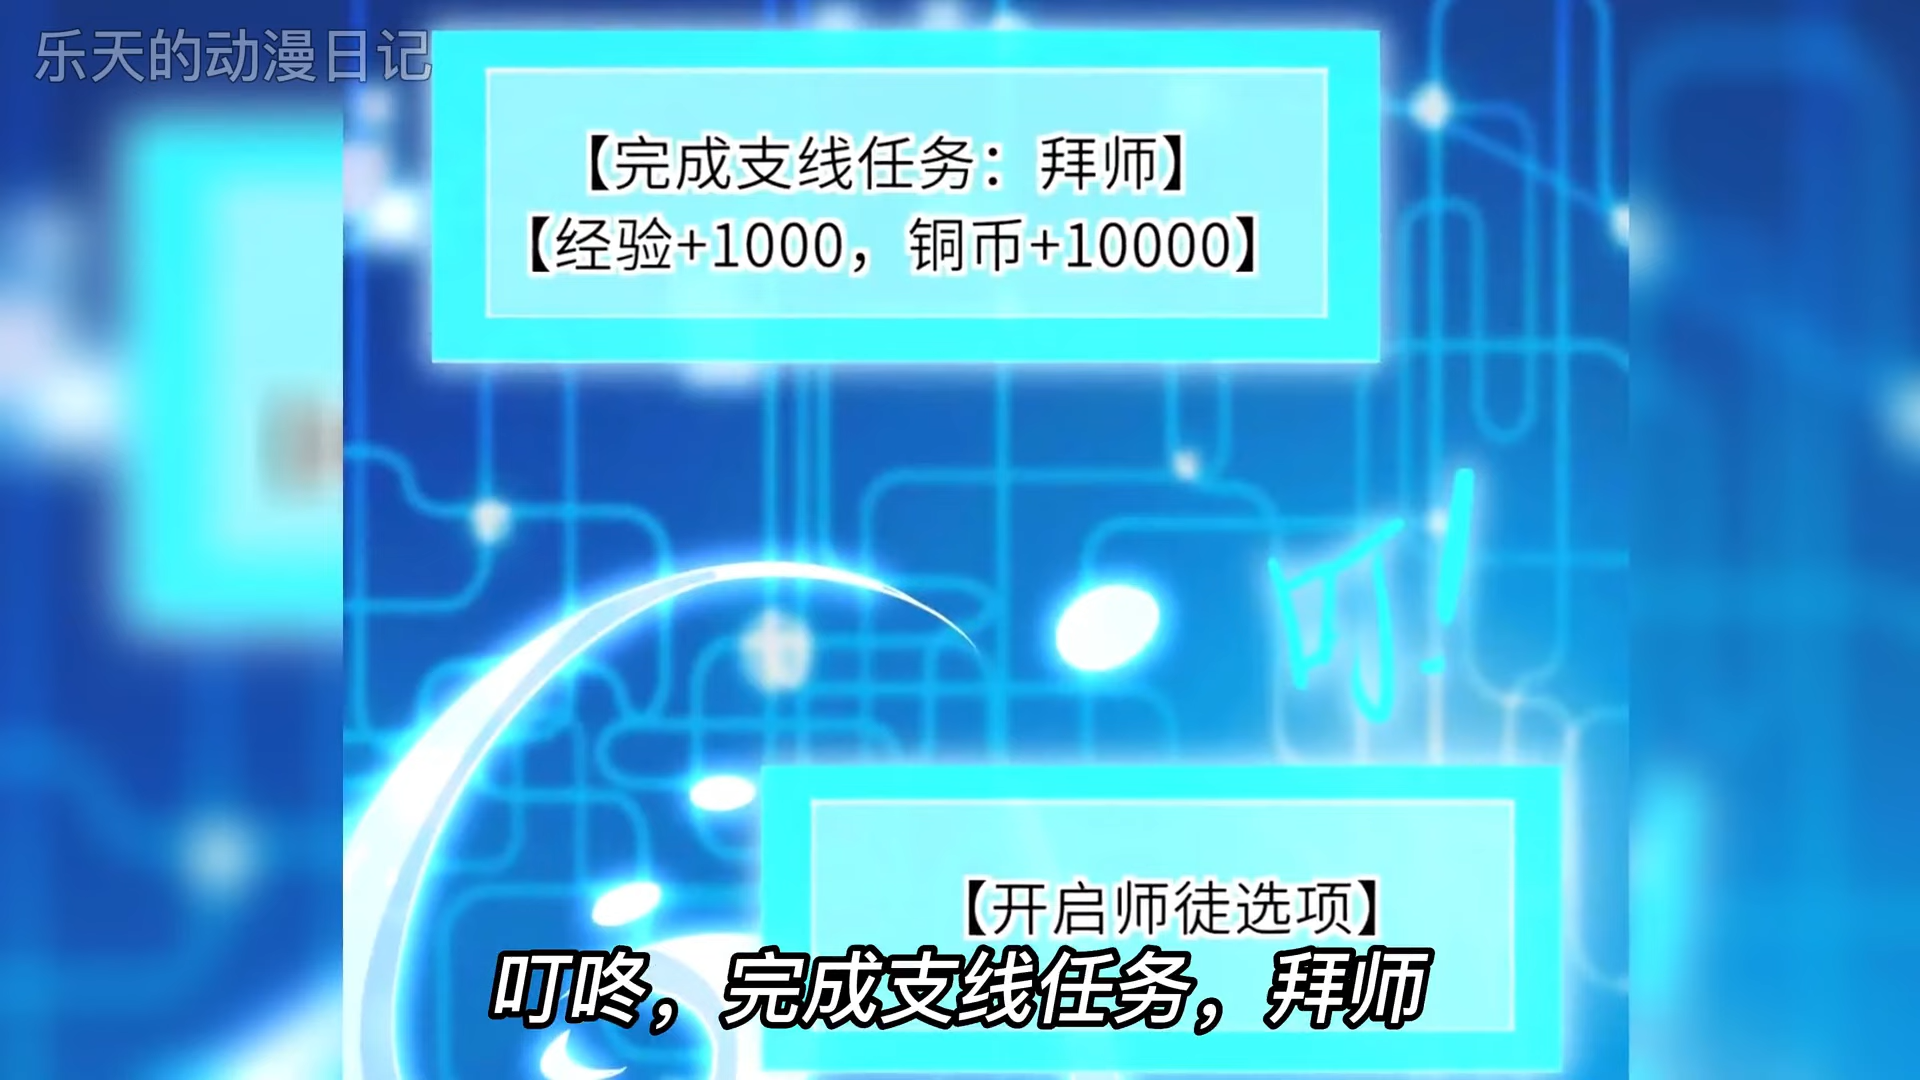 乐天的动漫日记
【完成支线任务：拜师】
【经验+1000，铜币+10000】
叮！
【开启师徒选项】
叮咚，完成支线任务，拜师